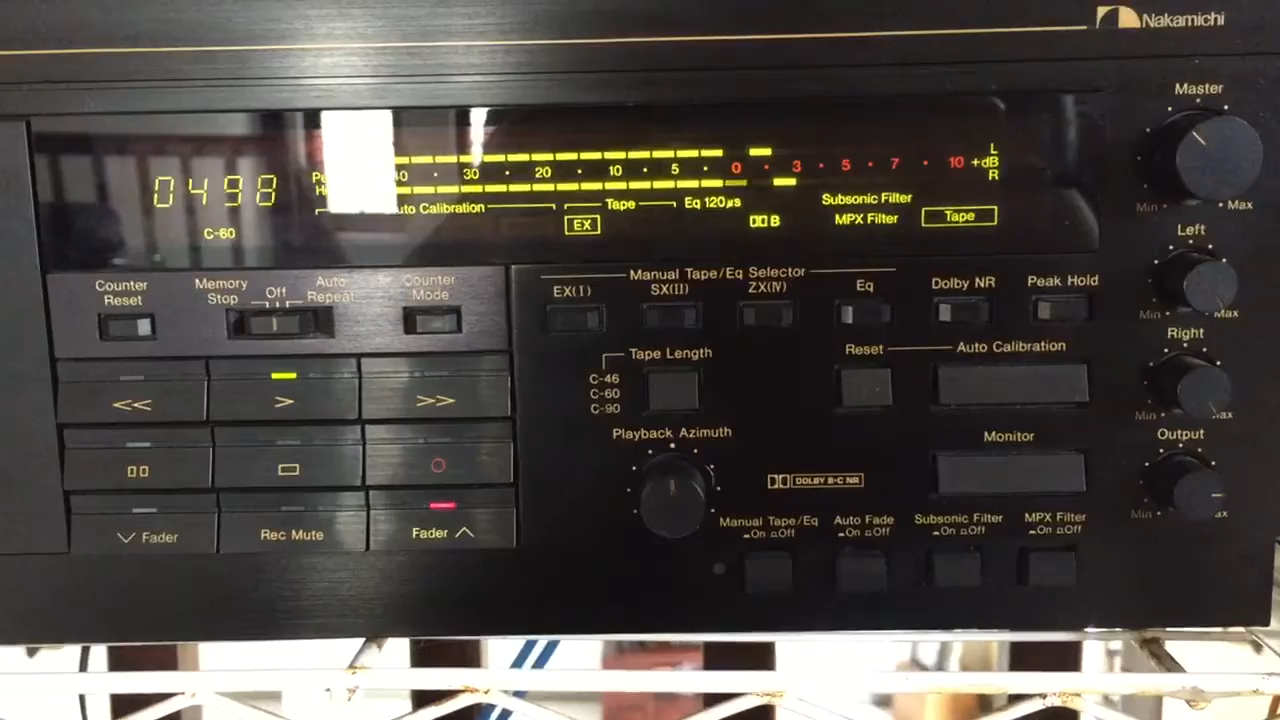 Nakamichi
Master
Min Max
L
40 30 20 10 5 0 3 5 7 10 +dB
R
0498
C-60
Auto Calibration
Tape
Eq 120µs
EX
B
Subsonic Filter
MPX Filter
Tape
Left
Min Max
Counter Reset
Memory Stop
Off
Auto Repeat
Counter Mode
Manual Tape/Eq Selector
EX(I)
SX(II)
ZX(IV)
Eq
Dolby NR
Peak Hold
Right
Min Max
Tape Length
C-46
C-60
C-90
Reset
Auto Calibration
<<
>
>>
Playback Azimuth
Monitor
Output
Min
DOLBY B-C NR
Fader
Rec Mute
Fader
Manual Tape/Eq
On Off
Auto Fade
On Off
Subsonic Filter
On Off
MPX Filter
On Off